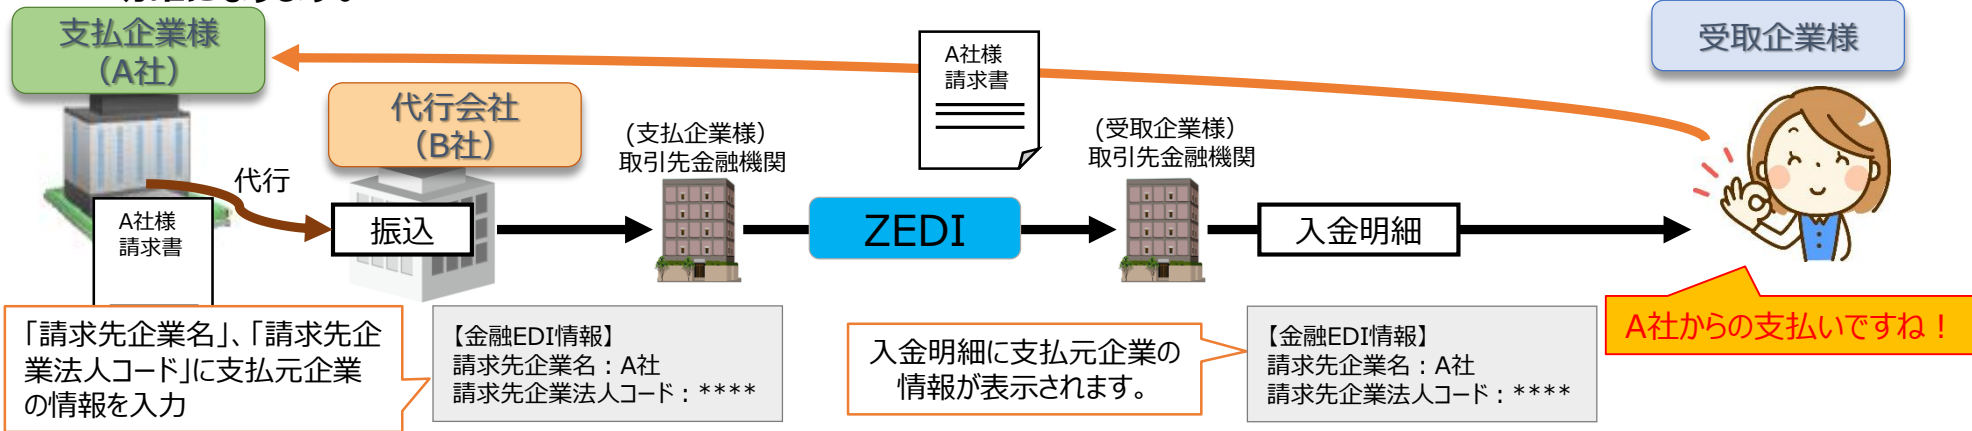 支払企業様
（A社）
A社様
請求書
受取企業様
代行会社
（B社）
(支払企業様）
取引先金融機関
(受取企業様）
取引先金融機関
代行
A社様
請求書
振込
ZEDI
入金明細
「請求先企業名」、「請求先企
業法人コード」に支払元企業
の情報を入力
【金融EDI情報】
請求先企業名：A社
請求先企業法人コード：****
入金明細に支払元企業の
情報が表示されます。
【金融EDI情報】
請求先企業名：A社
請求先企業法人コード：****
A社からの支払いですね！